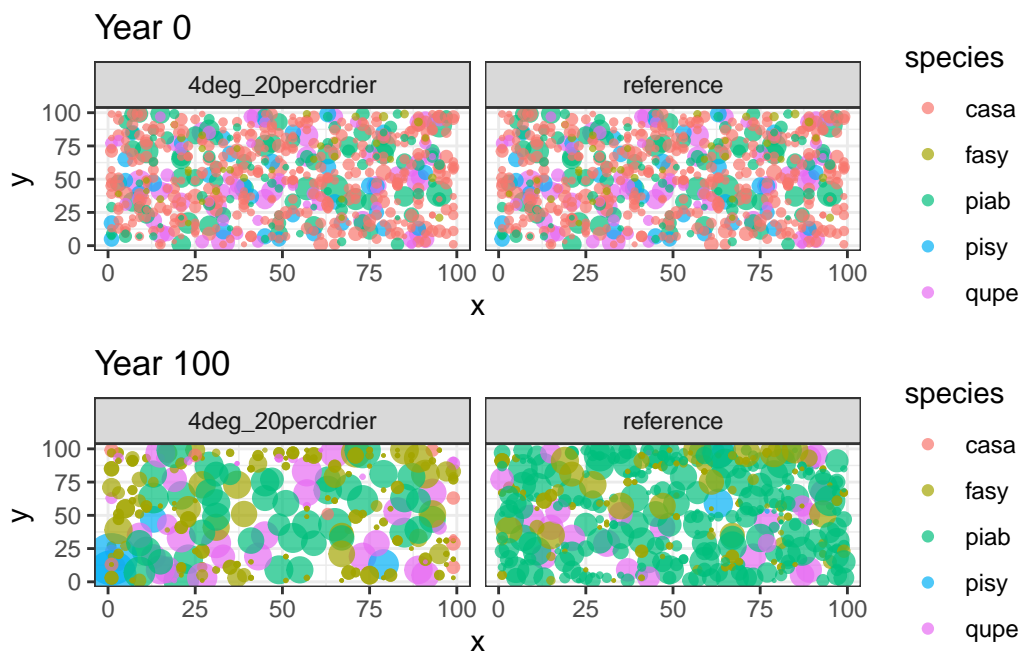 Year 0
4deg_20percdrier
reference
100
75
50
25
0
y
0 25 50 75 100
0 25 50 75 100
x
species
casa
fasy
piab
pisy
qupe
Year 100
4deg_20percdrier
reference
100
75
50
25
0
y
0 25 50 75 100
0 25 50 75 100
x
species
casa
fasy
piab
pisy
qupe